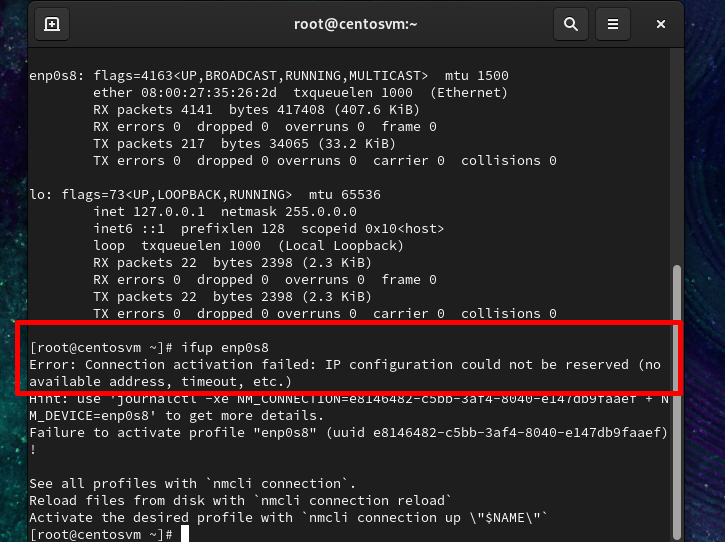 root@centosvm:~
enp0s8: flags=4163<UP,BROADCAST,RUNNING,MULTICAST>  mtu 1500
        ether 08:00:27:35:26:2d  txqueuelen 1000  (Ethernet)
        RX packets 4141  bytes 417408 (407.6 KiB)
        RX errors 0  dropped 0  overruns 0  frame 0
        TX packets 217  bytes 34065 (33.2 KiB)
        TX errors 0  dropped 0 overruns 0  carrier 0  collisions 0
lo: flags=73<UP,LOOPBACK,RUNNING>  mtu 65536
        inet 127.0.0.1  netmask 255.0.0.0
        inet6 ::1  prefixlen 128  scopeid 0x10<host>
        loop  txqueuelen 1000  (Local Loopback)
        RX packets 22  bytes 2398 (2.3 KiB)
        RX errors 0  dropped 0  overruns 0  frame 0
        TX packets 22  bytes 2398 (2.3 KiB)
        TX errors 0  dropped 0 overruns 0  carrier 0  collisions 0
[root@centosvm ~]# ifup enp0s8
Error: Connection activation failed: IP configuration could not be reserved (no
available address, timeout, etc.)
Hint: use 'journalctl -xe NM_CONNECTION=e8146482-c5bb-3af4-8040-e147db9faaef + N
M_DEVICE=enp0s8' to get more details.
Failure to activate profile "enp0s8" (uuid e8146482-c5bb-3af4-8040-e147db9faaef)
!
See all profiles with `nmcli connection`.
Reload files from disk with `nmcli connection reload`
Activate the desired profile with `nmcli connection up \"$NAME\"`
[root@centosvm ~]#